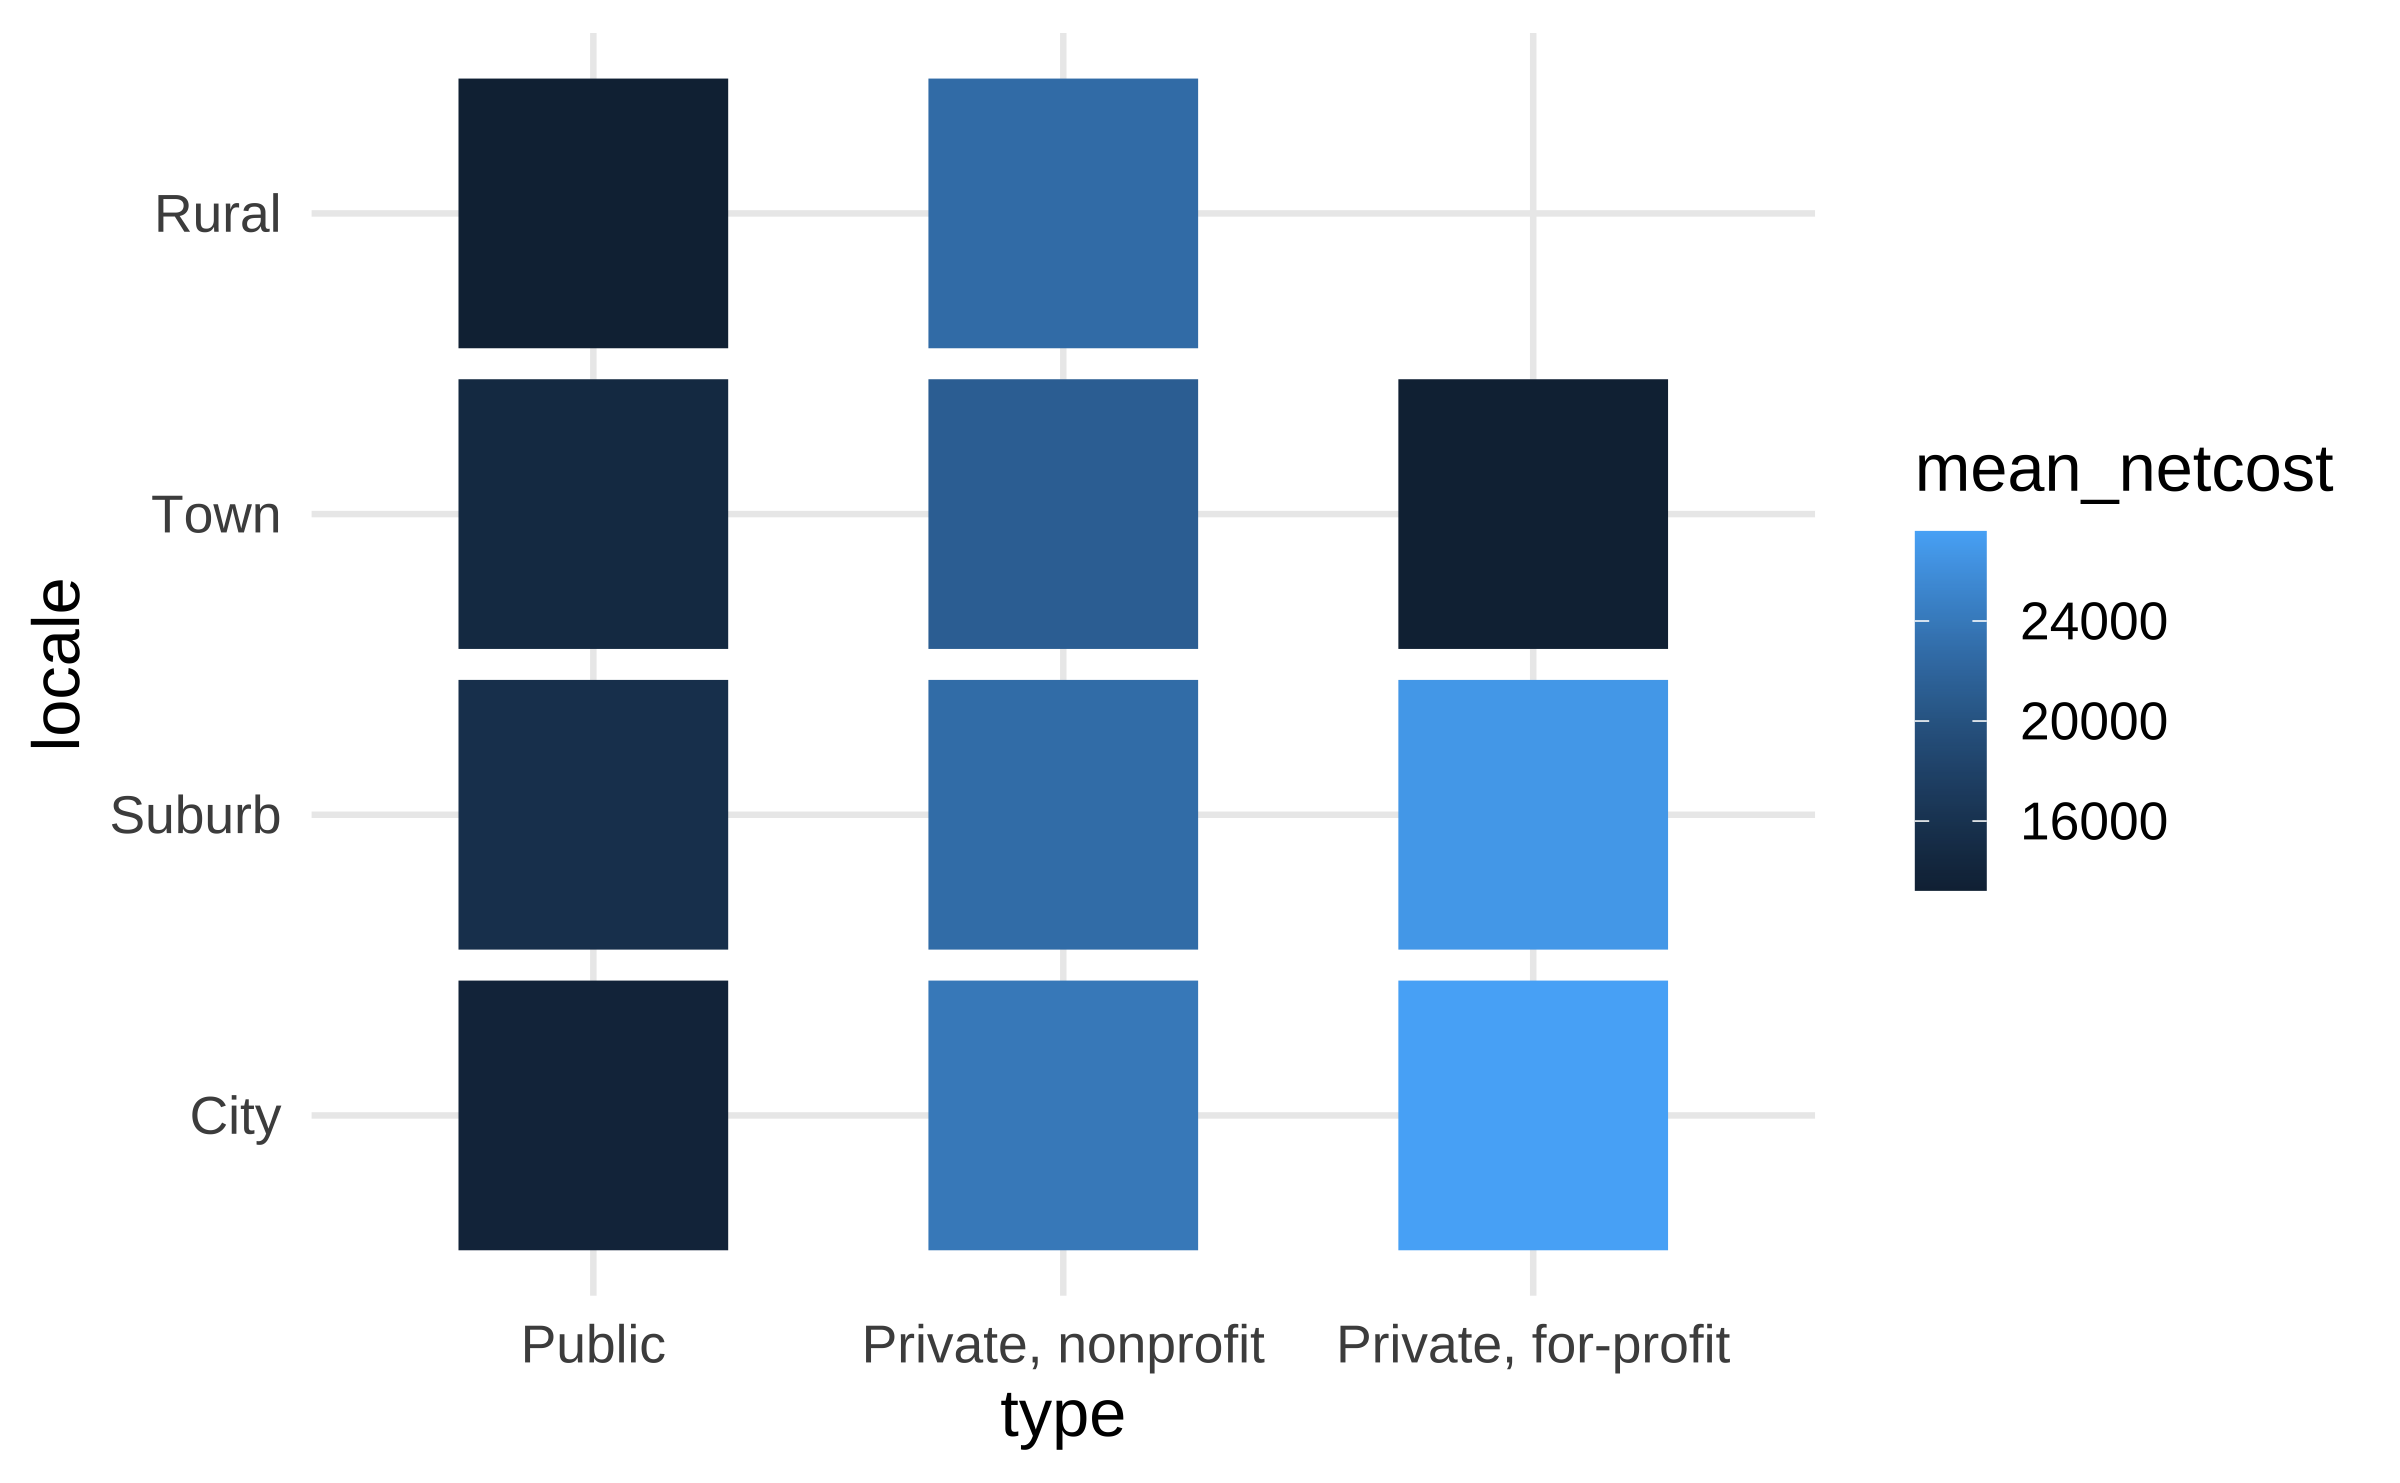 locale
Rural
Town
Suburb
City
Public
Private, nonprofit
Private, for-profit
type
mean_netcost
24000
20000
16000